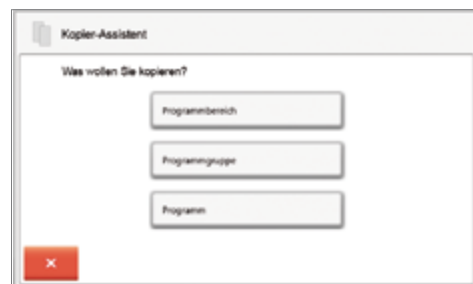 Kopier-Assistent
Was wollen Sie kopieren?
Programmbereich
Programmgruppe
Programm